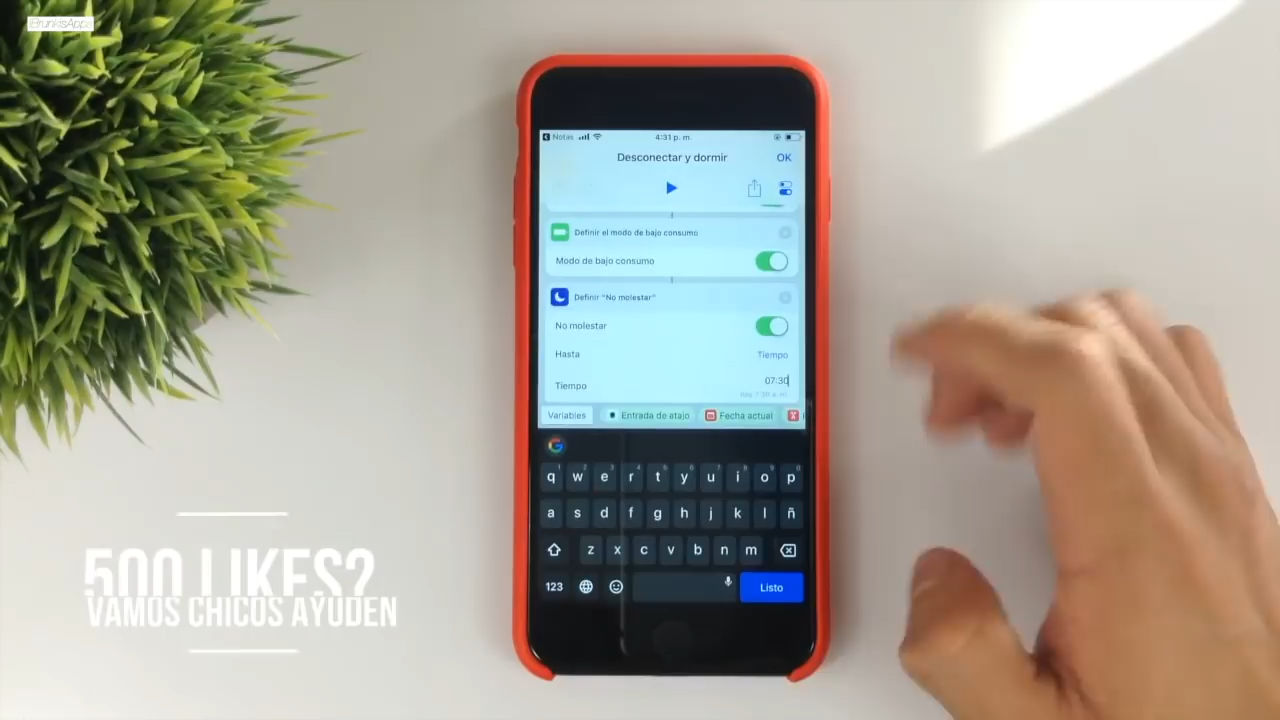 iBrunkisApps
Notas 4:31 p. m.
Desconectar y dormir OK
Definir el modo de bajo consumo
Modo de bajo consumo
Definir "No molestar"
No molestar
Hasta Tiempo
Tiempo 07:30
Variables Entrada de atajo Fecha actual
q w e r t y u i o p
a s d f g h j k l ñ
z x c v b n m
123 Listo
500 LIKES?
VAMOS CHICOS AYUDEN